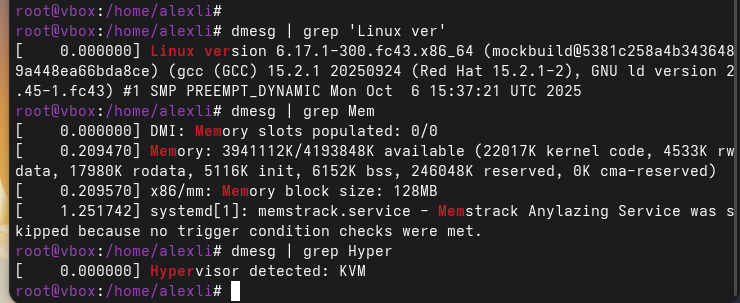 root@vbox:/home/alexli#
root@vbox:/home/alexli# dmesg | grep 'Linux ver'
[    0.000000] Linux version 6.17.1-300.fc43.x86_64 (mockbuild@5381c258a4b343648
9a448ea66bda8ce) (gcc (GCC) 15.2.1 20250924 (Red Hat 15.2.1-2), GNU ld version 2
.45-1.fc43) #1 SMP PREEMPT_DYNAMIC Mon Oct  6 15:37:21 UTC 2025
root@vbox:/home/alexli# dmesg | grep Mem
[    0.000000] DMI: Memory slots populated: 0/0
[    0.209470] Memory: 3941112K/4193848K available (22017K kernel code, 4533K rw
data, 17980K rodata, 5116K init, 6152K bss, 246048K reserved, 0K cma-reserved)
[    0.209570] x86/mm: Memory block size: 128MB
[    1.251742] systemd[1]: memstrack.service - Memstrack Anylazing Service was s
kipped because no trigger condition checks were met.
root@vbox:/home/alexli# dmesg | grep Hyper
[    0.000000] Hypervisor detected: KVM
root@vbox:/home/alexli#